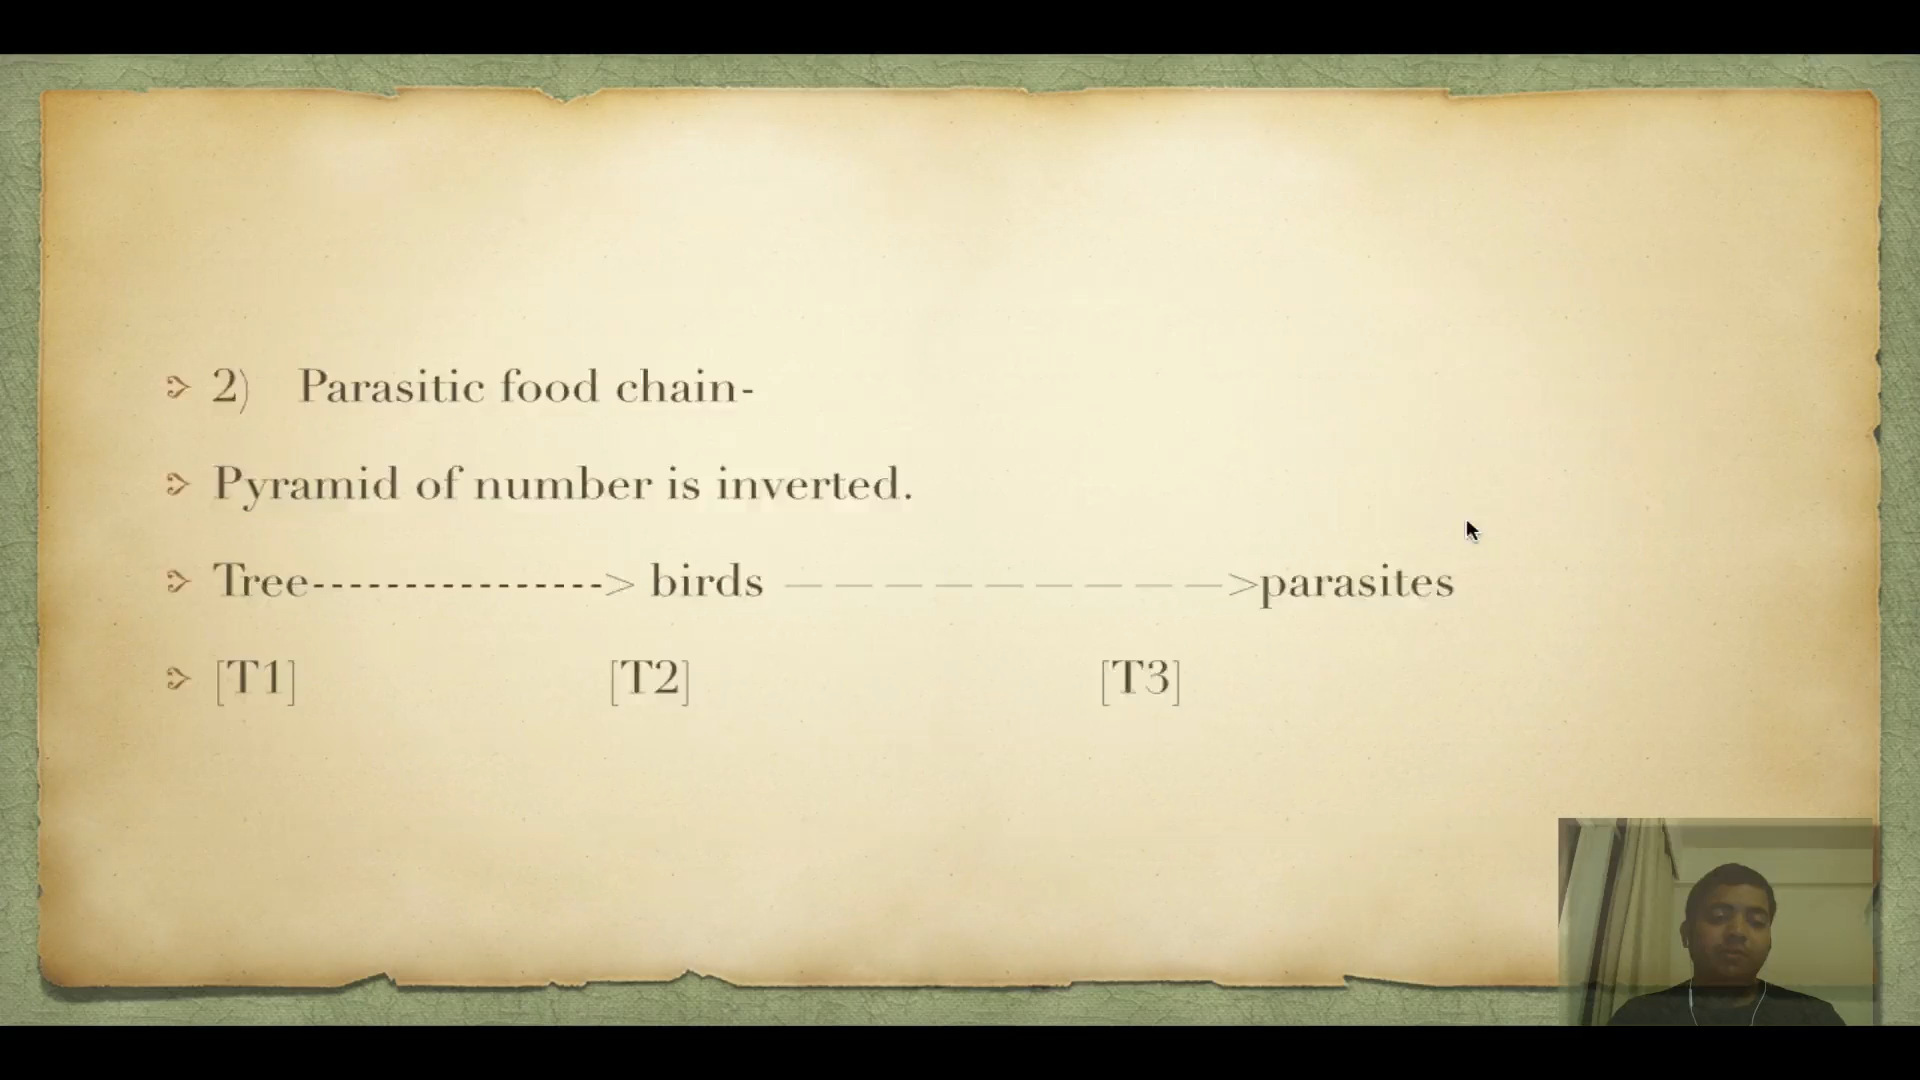 2) Parasitic food chain-
Pyramid of number is inverted.
Tree----------------> birds — — — — — — — — —>parasites
[T1] [T2] [T3]